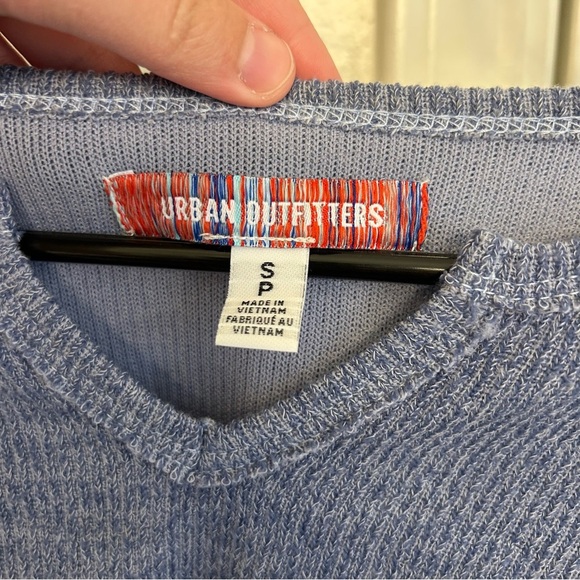 URBAN OUTFITTERS
S
P
MADE IN
VIETNAM
FABRIQUÉ AU
VIETNAM